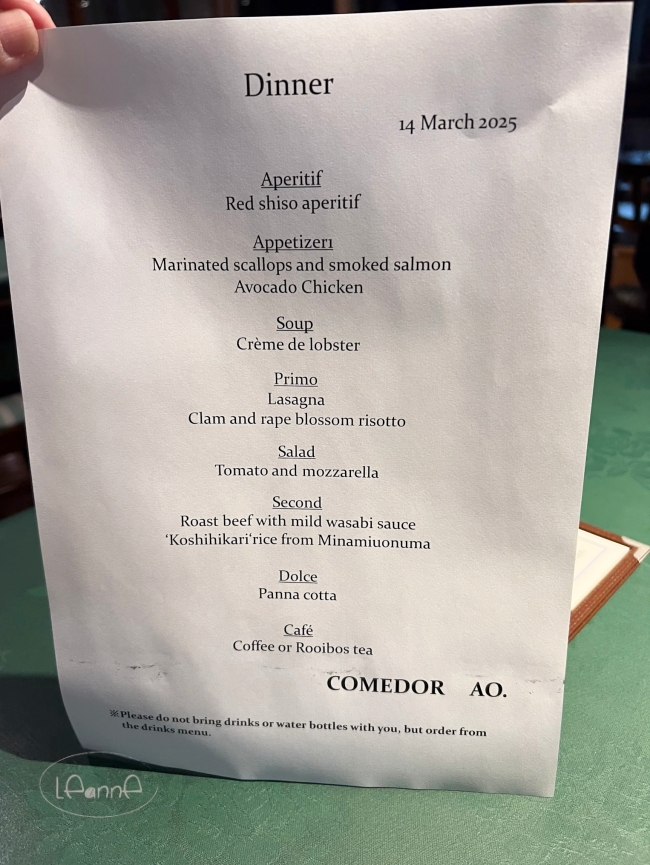 Dinner
14 March 2025
Aperitif
Red shiso aperitif
Appetizer1
Marinated scallops and smoked salmon
Avocado Chicken
Soup
Crème de lobster
Primo
Lasagna
Clam and rape blossom risotto
Salad
Tomato and mozzarella
Second
Roast beef with mild wasabi sauce
‘Koshihikari‘rice from Minamiuonuma
Dolce
Panna cotta
Café
Coffee or Rooibos tea
COMEDOR AO.
※Please do not bring drinks or water bottles with you, but order from
the drinks menu.
LeannA